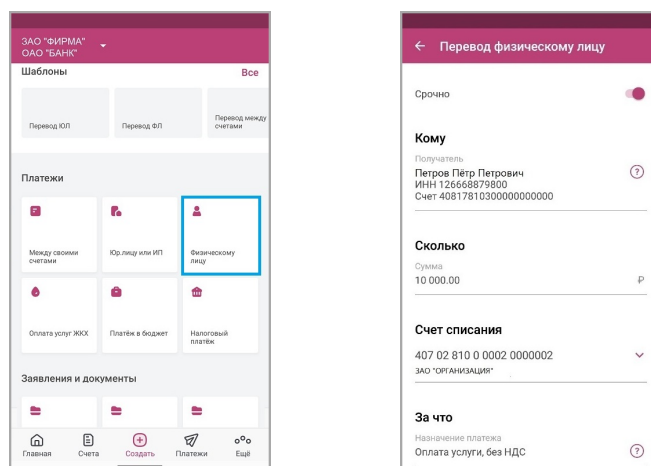 ЗАО "ФИРМА"
ОАО "БАНК"
Шаблоны
Все
Перевод ЮЛ
Перевод ФЛ
Перевод между
счетами
Платежи
Между своими
счетами
Юр.лицу или ИП
Физическому
лицу
Оплата услуг ЖКХ
Платёж в бюджет
Налоговый
платёж
Заявления и документы
Главная
Счета
Создать
Платежи
Ещё
Перевод физическому лицу
Срочно
Кому
Получатель
Петров Пётр Петрович
ИНН 126668879800
Счет 40817810300000000000
Сколько
Сумма
10 000.00
₽
Счет списания
407 02 810 0 0002 0000002
ЗАО "ОРГАНИЗАЦИЯ"
За что
Назначение платежа
Оплата услуги, без НДС